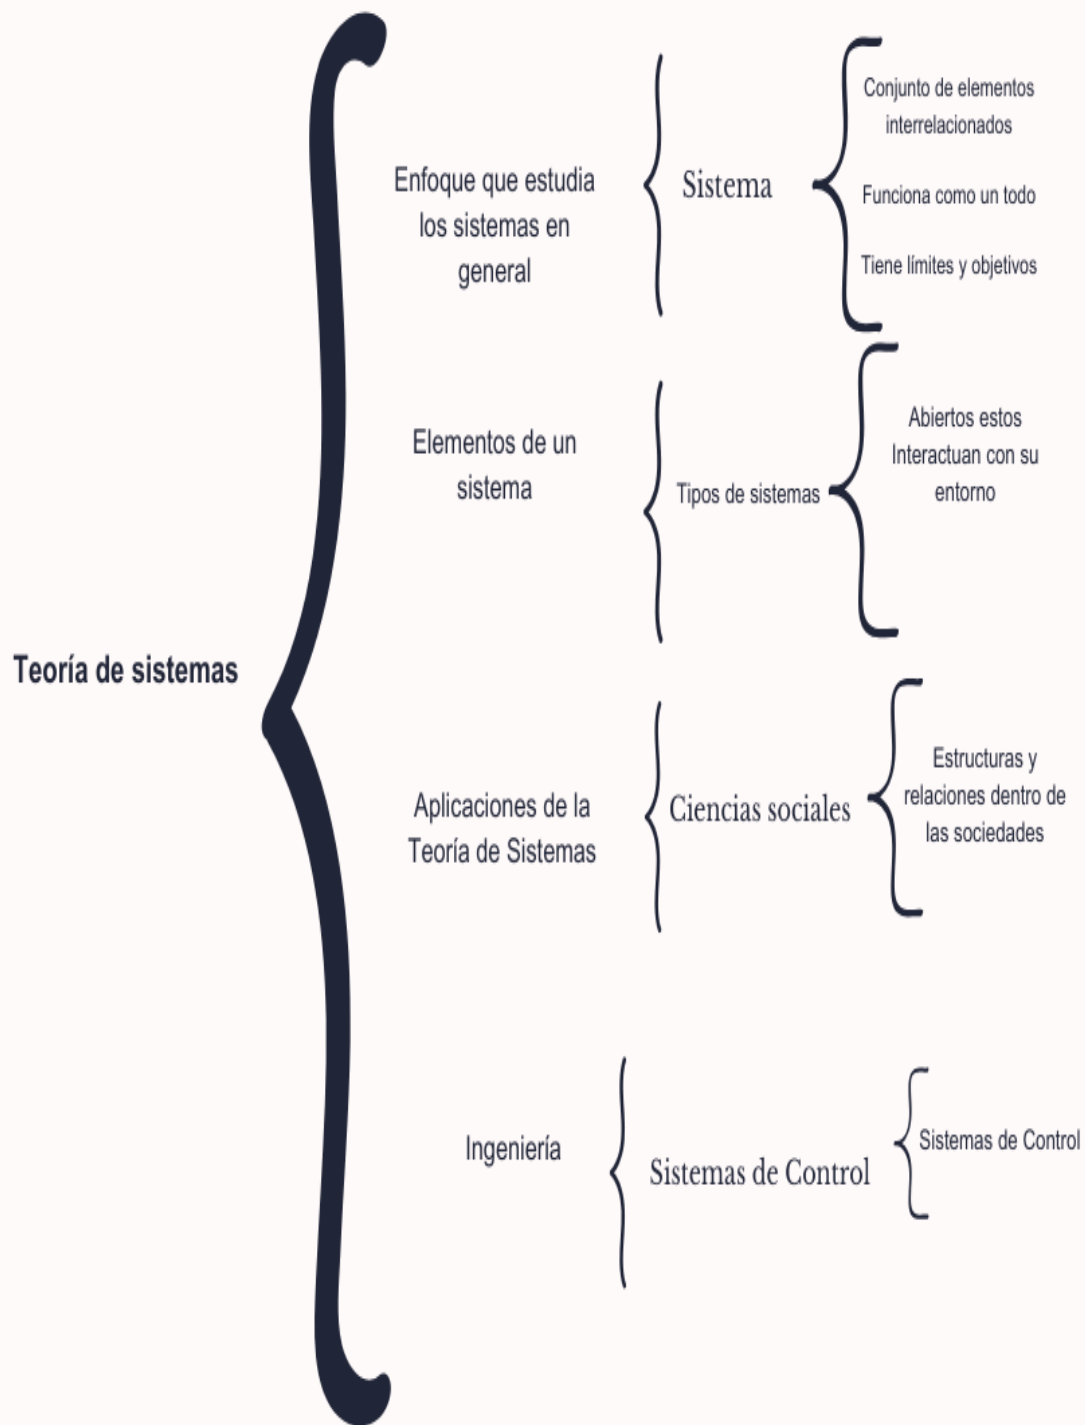 Teoría de sistemas
Enfoque que estudia
los sistemas en
general
Sistema
Conjunto de elementos
interrelacionados
Funciona como un todo
Tiene límites y objetivos
Elementos de un
sistema
Tipos de sistemas
Abiertos estos
Interactuan con su
entorno
Aplicaciones de la
Teoría de Sistemas
Ciencias sociales
Estructuras y
relaciones dentro de
las sociedades
Ingeniería
Sistemas de Control
Sistemas de Control